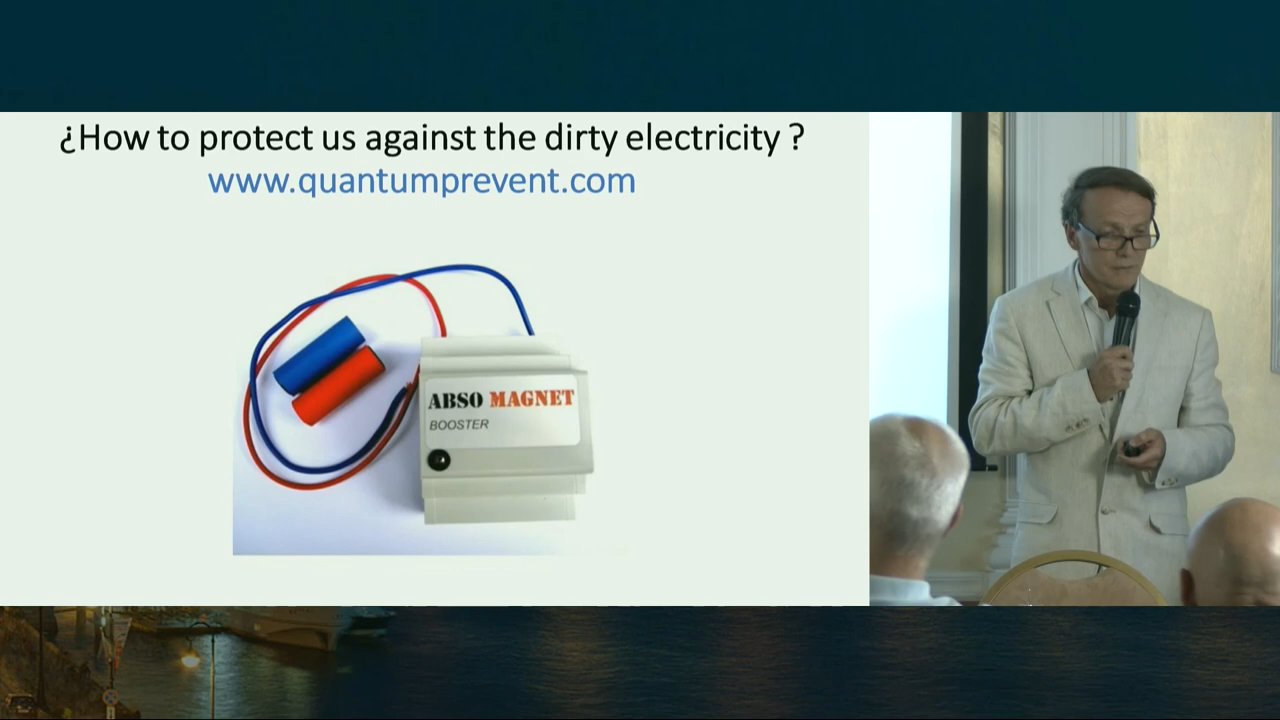 ¿How to protect us against the dirty electricity ?
www.quantumprevent.com
ABSO MAGNET
BOOSTER